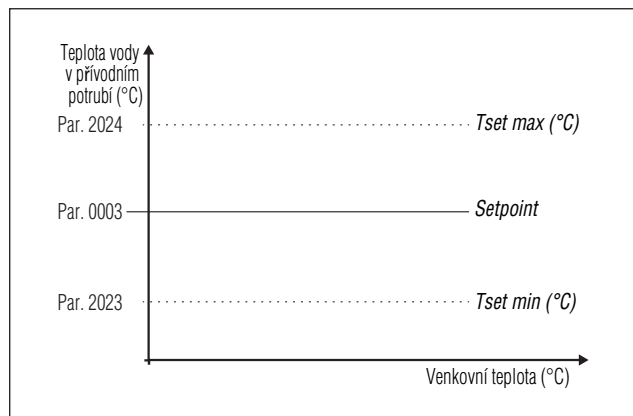 Teplota vody
v přívodním
potrubí (°C)
Par. 2024
Tset max (°C)
Par. 0003
Setpoint
Par. 2023
Tset min (°C)
Venkovní teplota (°C)